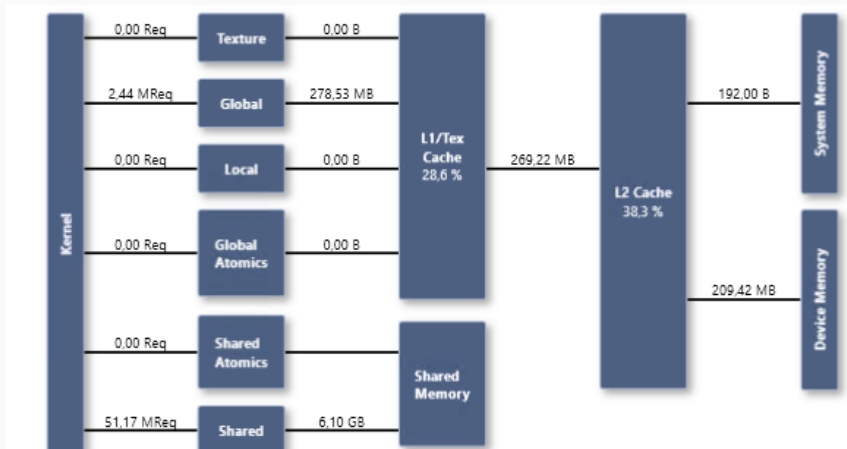 Kernel
0,00 Req
Texture
0,00 B
2,44 MReq
Global
278,53 MB
0,00 Req
Local
0,00 B
0,00 Req
Global
Atomics
0,00 B
0,00 Req
Shared
Atomics
51,17 MReq
Shared
6,10 GB
L1/Tex
Cache
28,6 %
Shared
Memory
269,22 MB
L2 Cache
38,3 %
192,00 B
System Memory
209,42 MB
Device Memory